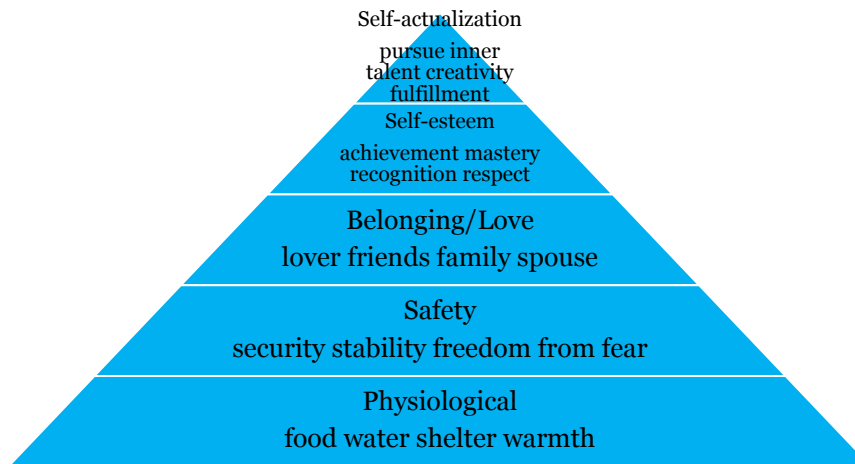 Self-actualization
pursue inner
talent creativity
fulfillment
Self-esteem
achievement mastery
recognition respect
Belonging/Love
lover friends family spouse
Safety
security stability freedom from fear
Physiological
food water shelter warmth